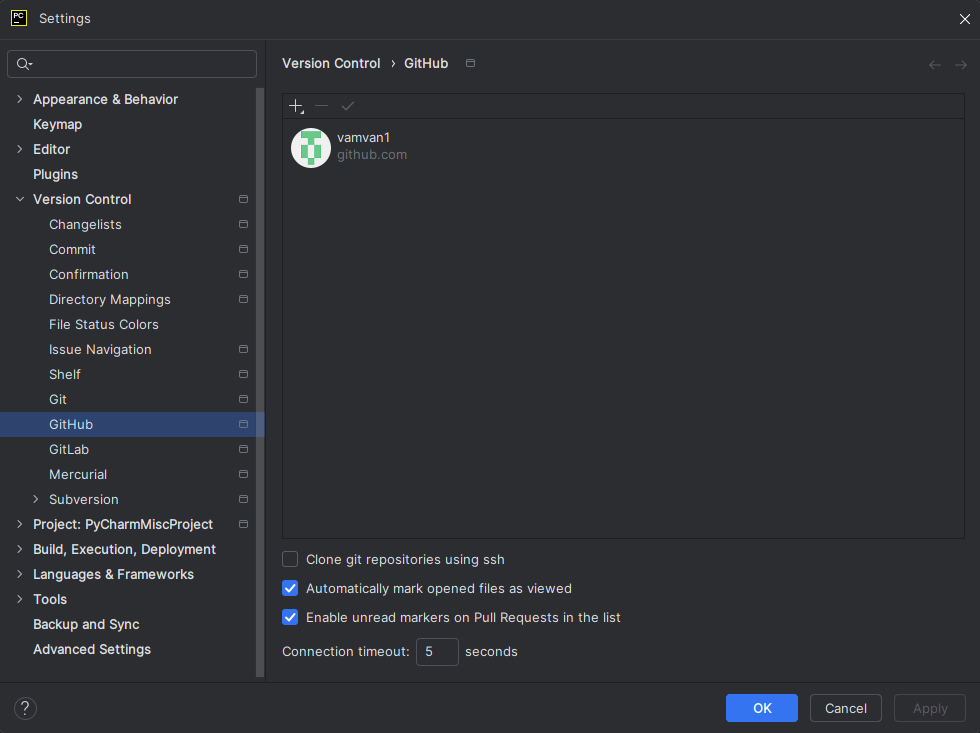 PC
Settings
Version Control › GitHub
Appearance & Behavior
Keymap
Editor
Plugins
Version Control
Changelists
Commit
Confirmation
Directory Mappings
File Status Colors
Issue Navigation
Shelf
Git
GitHub
GitLab
Mercurial
Subversion
Project: PyCharmMiscProject
Build, Execution, Deployment
Languages & Frameworks
Tools
Backup and Sync
Advanced Settings
vamvan1
github.com
Clone git repositories using ssh
Automatically mark opened files as viewed
Enable unread markers on Pull Requests in the list
Connection timeout: 5 seconds
?
OK
Cancel
Apply